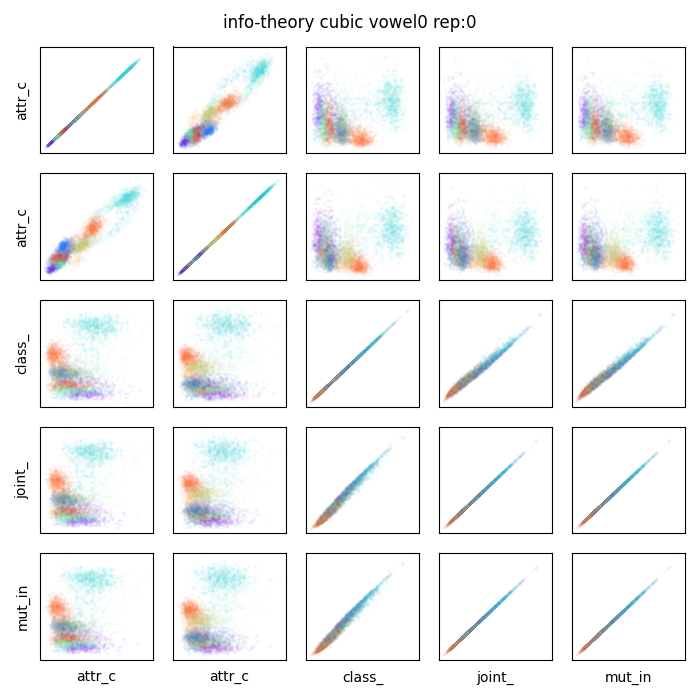 info-theory cubic vowel0 rep:0
attr_c
attr_c
class_
joint_
mut_in
attr_c attr_c class_ joint_ mut_in